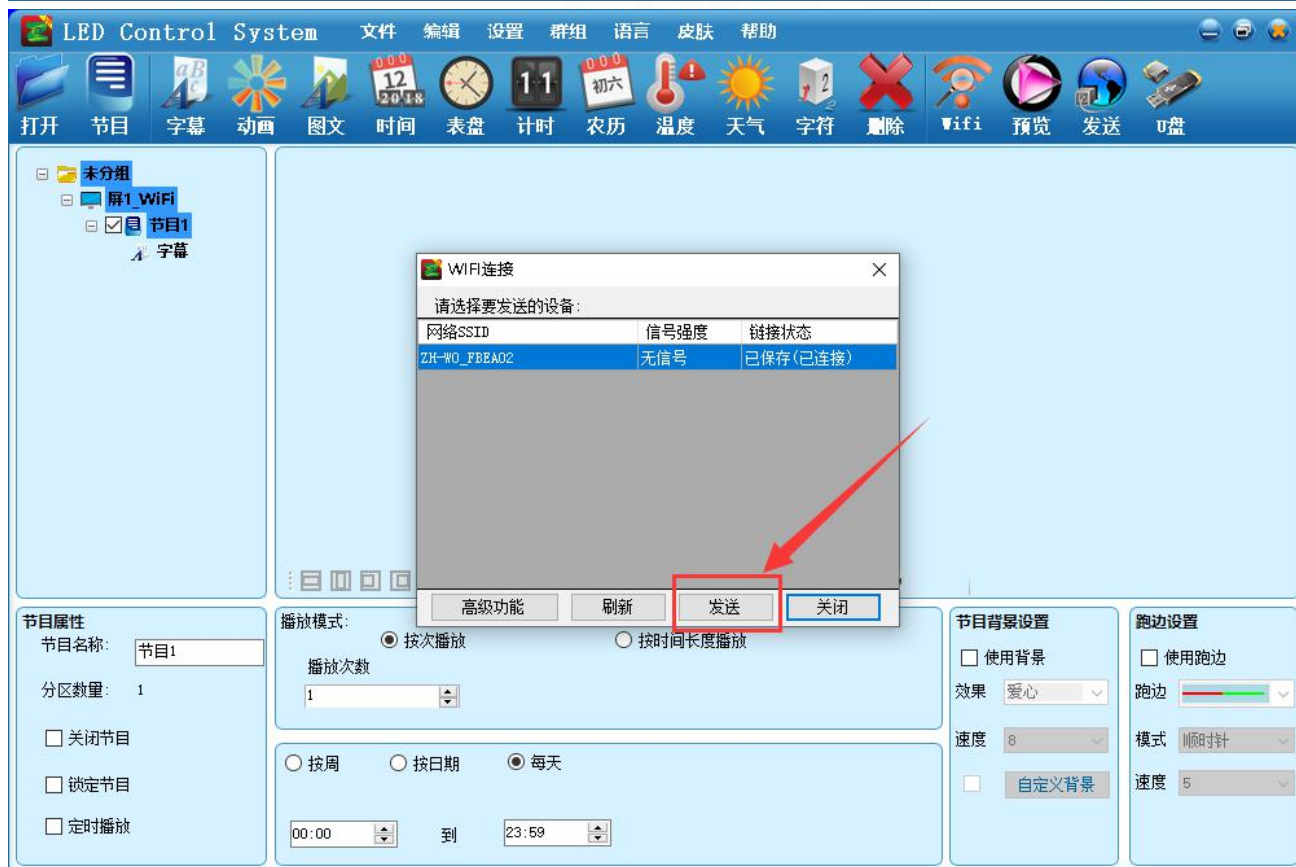 LED Control System 文件 编辑 设置 群组 语言 皮肤 帮助
aB 12 2018 11 初六 1 2
打开 节目 字幕 动画 图文 时间 表盘 计时 农历 温度 天气 字符 删除 Wifi 预览 发送 U盘
未分组
屏1_WiFi
节目1
字幕
WIFI连接
请选择要发送的设备:
网络SSID 信号强度 链接状态
ZH-W0_FBEA02 无信号 已保存(已连接)
高级功能 刷新 发送 关闭
节目属性
节目名称: 节目1
分区数量: 1
关闭节目
锁定节目
定时播放
播放模式:
按次播放 按时间长度播放
播放次数
1
按周 按日期 每天
00:00 到 23:59
节目背景设置
使用背景
效果 爱心
速度 8
自定义背景
跑边设置
使用跑边
跑边
模式 顺时针
速度 5